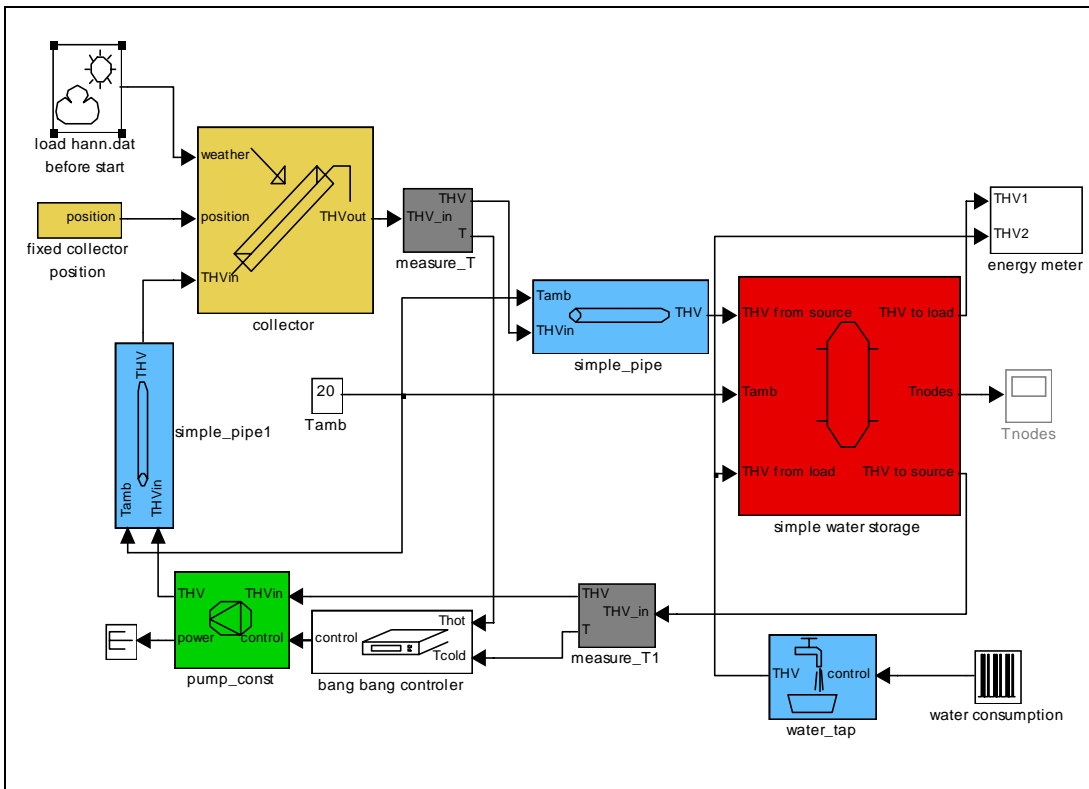 load hann.dat
before start
weather
position
THVin
THVout
collector
position
fixed collector
position
THV_in
THV
T
measure_T
THV1
THV2
energy meter
Tamb
THVin
THV
simple_pipe
THV from source
THV to load
Tamb
Tnodes
THV from load
THV to source
simple water storage
Tnodes
20
Tamb
THV
Tamb
THVin
simple_pipe1
THV
THVin
power
control
pump_const
control
Thot
Tcold
bang bang controler
THV
THV_in
T
measure_T1
THV
control
water_tap
water consumption